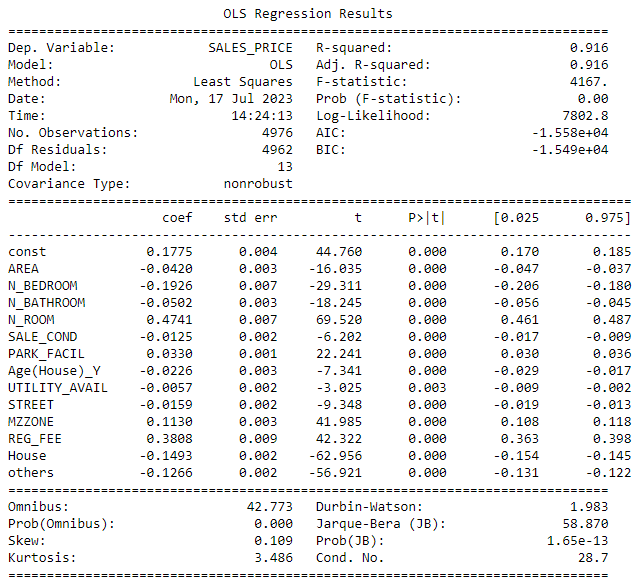 OLS Regression Results
==============================================================================
Dep. Variable: SALES_PRICE R-squared: 0.916
Model: OLS Adj. R-squared: 0.916
Method: Least Squares F-statistic: 4167.
Date: Mon, 17 Jul 2023 Prob (F-statistic): 0.00
Time: 14:24:13 Log-Likelihood: 7802.8
No. Observations: 4976 AIC: -1.558e+04
Df Residuals: 4962 BIC: -1.549e+04
Df Model: 13
Covariance Type: nonrobust
=================================================================================
coef std err t P>|t| [0.025 0.975]
---------------------------------------------------------------------------------
const 0.1775 0.004 44.760 0.000 0.170 0.185
AREA -0.0420 0.003 -16.035 0.000 -0.047 -0.037
N_BEDROOM -0.1926 0.007 -29.311 0.000 -0.206 -0.180
N_BATHROOM -0.0502 0.003 -18.245 0.000 -0.056 -0.045
N_ROOM 0.4741 0.007 69.520 0.000 0.461 0.487
SALE_COND -0.0125 0.002 -6.202 0.000 -0.017 -0.009
PARK_FACIL 0.0330 0.001 22.241 0.000 0.030 0.036
Age(House)_Y -0.0226 0.003 -7.341 0.000 -0.029 -0.017
UTILITY_AVAIL -0.0057 0.002 -3.025 0.003 -0.009 -0.002
STREET -0.0159 0.002 -9.348 0.000 -0.019 -0.013
MZZONE 0.1130 0.003 41.985 0.000 0.108 0.118
REG_FEE 0.3808 0.009 42.322 0.000 0.363 0.398
House -0.1493 0.002 -62.956 0.000 -0.154 -0.145
others -0.1266 0.002 -56.921 0.000 -0.131 -0.122
==============================================================================
Omnibus: 42.773 Durbin-Watson: 1.983
Prob(Omnibus): 0.000 Jarque-Bera (JB): 58.870
Skew: 0.109 Prob(JB): 1.65e-13
Kurtosis: 3.486 Cond. No. 28.7
==============================================================================